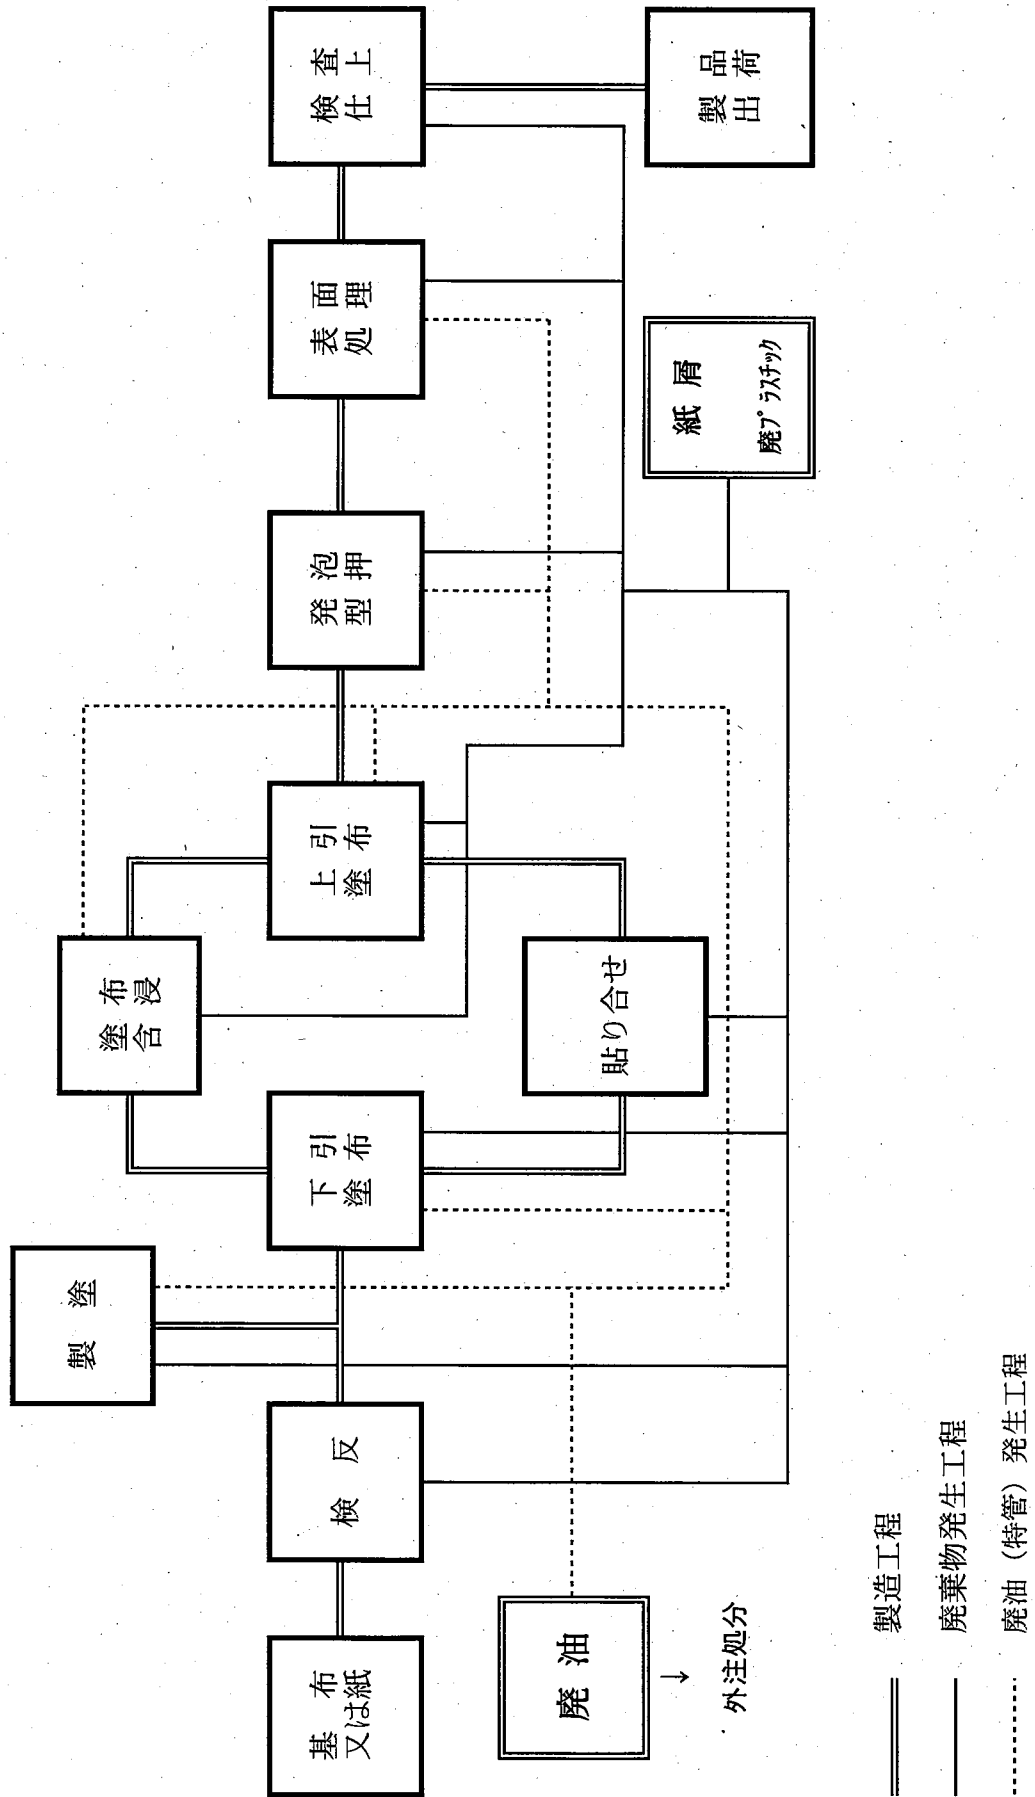 基布
又は紙
検反
製塗
下引
塗布
塗布
含浸
貼り合せ
上引
塗布
発泡
型押
表面
処理
検査
仕上
製品
出荷
廃油
↓
外注処分
紙屑
廃プラスチック
製造工程
廃棄物発生工程
廃油（特管）発生工程